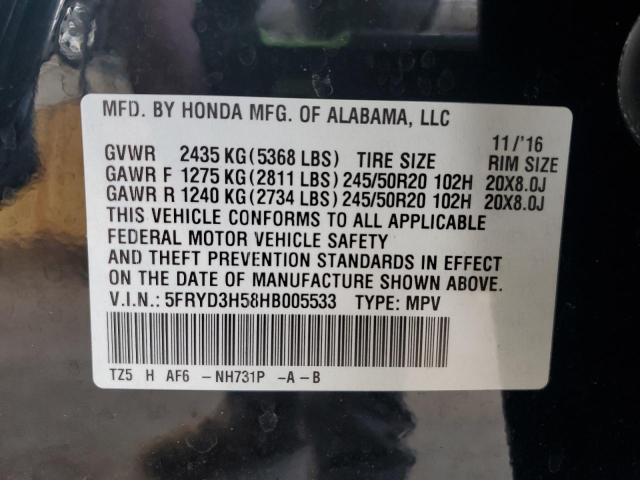 MFD. BY HONDA MFG. OF ALABAMA, LLC
11/'16
GVWR 2435 KG (5368 LBS) TIRE SIZE RIM SIZE
GAWR F 1275 KG (2811 LBS) 245/50R20 102H 20X8.0J
GAWR R 1240 KG (2734 LBS) 245/50R20 102H 20X8.0J
THIS VEHICLE CONFORMS TO ALL APPLICABLE
FEDERAL MOTOR VEHICLE SAFETY
AND THEFT PREVENTION STANDARDS IN EFFECT
ON THE DATE OF MANUFACTURE SHOWN ABOVE.
V.I.N.: 5FRYD3H58HB005533 TYPE: MPV
TZ5 H AF6 -NH731P -A-B